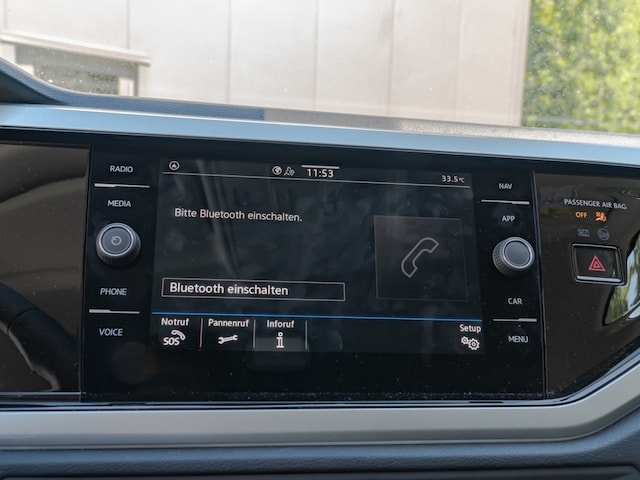 RADIO
MEDIA
PHONE
VOICE
11:53
33.5°C
Bitte Bluetooth einschalten.
Bluetooth einschalten
Notruf
SOS
Pannenruf
Inforuf
Setup
NAV
APP
CAR
MENU
PASSENGER AIR BAG
OFF